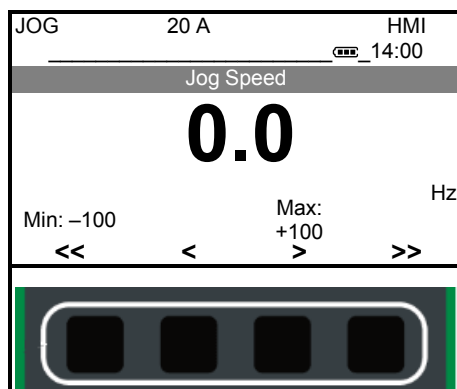 JOG 20 A HMI
14:00
Jog Speed
0.0
Hz
Min: –100 Max:
+100
<< < > >>